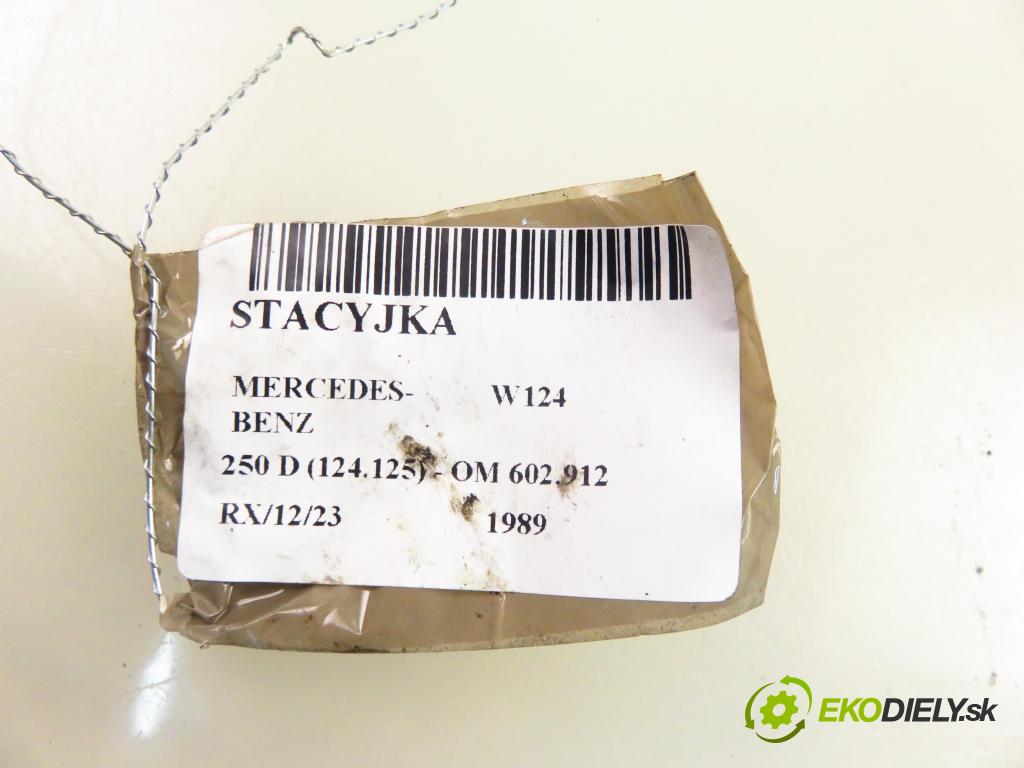 STACYJKA
MERCEDES- W124
BENZ
250 D (124.125) - OM 602.912
RX/12/23 1989
EKODIELY.sk